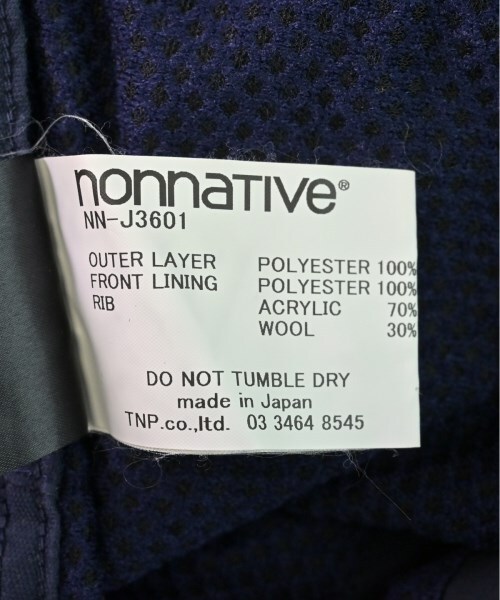 nonnative®
NN-J3601
OUTER LAYER POLYESTER 100%
FRONT LINING POLYESTER 100%
RIB ACRYLIC 70%
WOOL 30%
DO NOT TUMBLE DRY
made in Japan
TNP.co.,ltd. 03 3464 8545